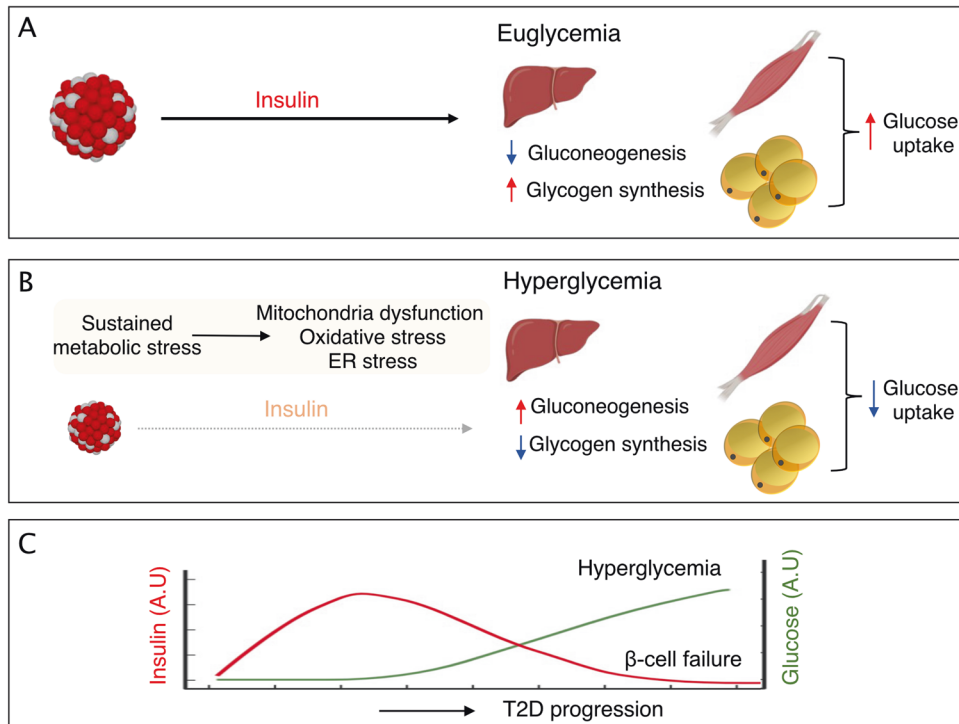 A
Euglycemia
Insulin
Gluconeogenesis
Glycogen synthesis
Glucose
uptake
B
Hyperglycemia
Sustained
metabolic stress
Mitochondria dysfunction
Oxidative stress
ER stress
Insulin
Gluconeogenesis
Glycogen synthesis
Glucose
uptake
C
Insulin (A.U)
Hyperglycemia
β-cell failure
Glucose (A.U)
T2D progression